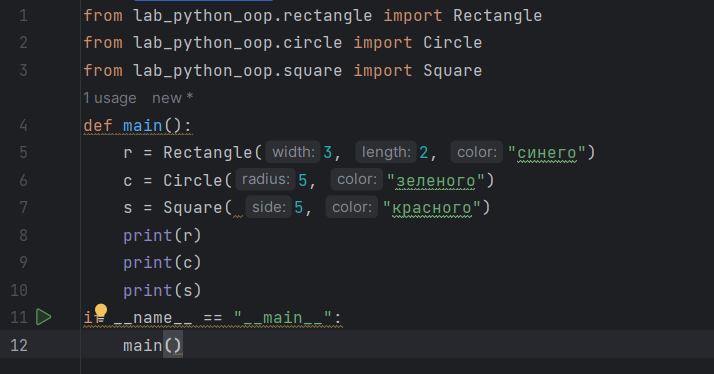 1 from lab_python_oop.rectangle import Rectangle
2 from lab_python_oop.circle import Circle
3 from lab_python_oop.square import Square
1 usage new *
4 def main():
5 r = Rectangle( width: 3, length: 2, color: "синего")
6 c = Circle( radius: 5, color: "зеленого")
7 s = Square( side: 5, color: "красного")
8 print(r)
9 print(c)
10 print(s)
11 if __name__ == "__main__":
12 main()